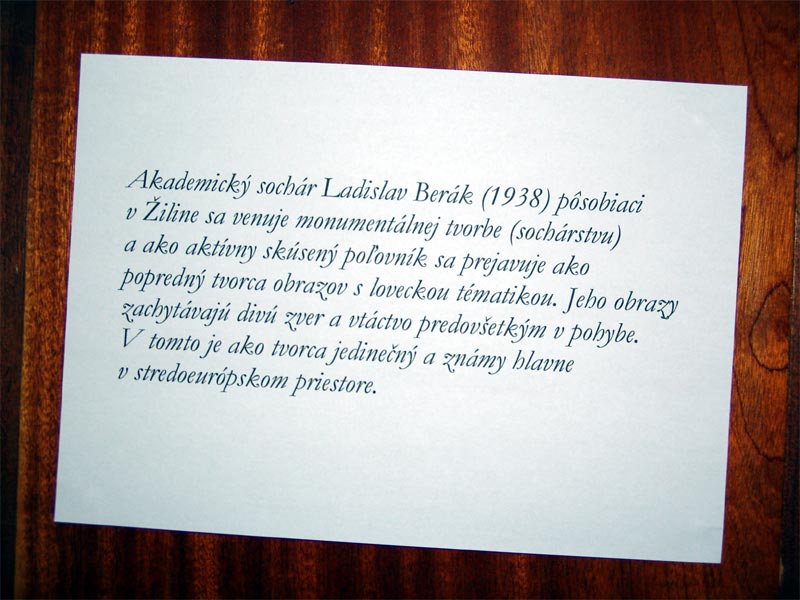 Akademický sochár Ladislav Berák (1938) pôsobiaci
v Žiline sa venuje monumentálnej tvorbe (sochárstvu)
a ako aktívny skúsený poľovník sa prejavuje ako
popredný tvorca obrazov s loveckou tématikou. Jeho obrazy
zachytávajú divú zver a vtáctvo predovšetkým v pohybe.
V tomto je ako tvorca jedinečný a známy hlavne
v stredoeurópskom priestore.